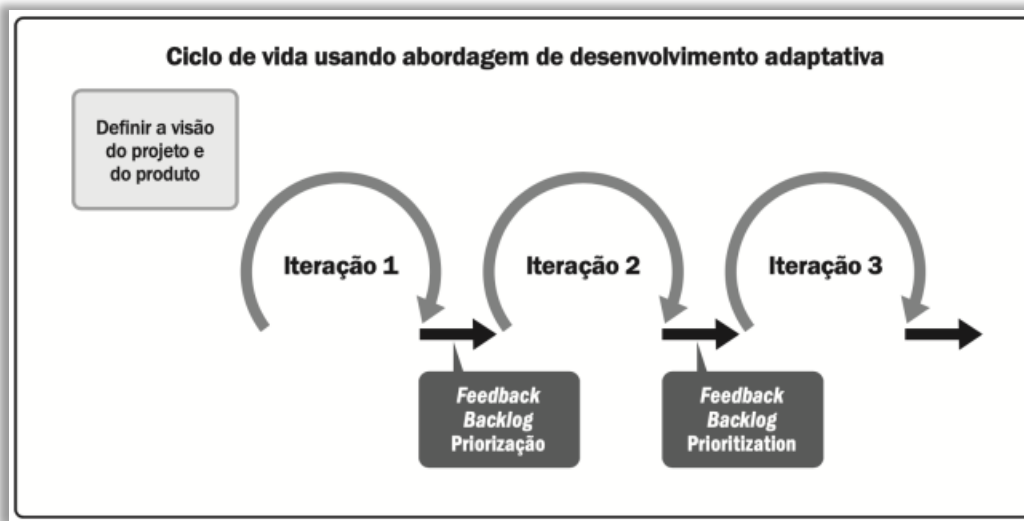 Ciclo de vida usando abordagem de desenvolvimento adaptativa
Definir a visão
do projeto e
do produto
Iteração 1
Iteração 2
Iteração 3
Feedback
Backlog
Priorização
Feedback
Backlog
Prioritization